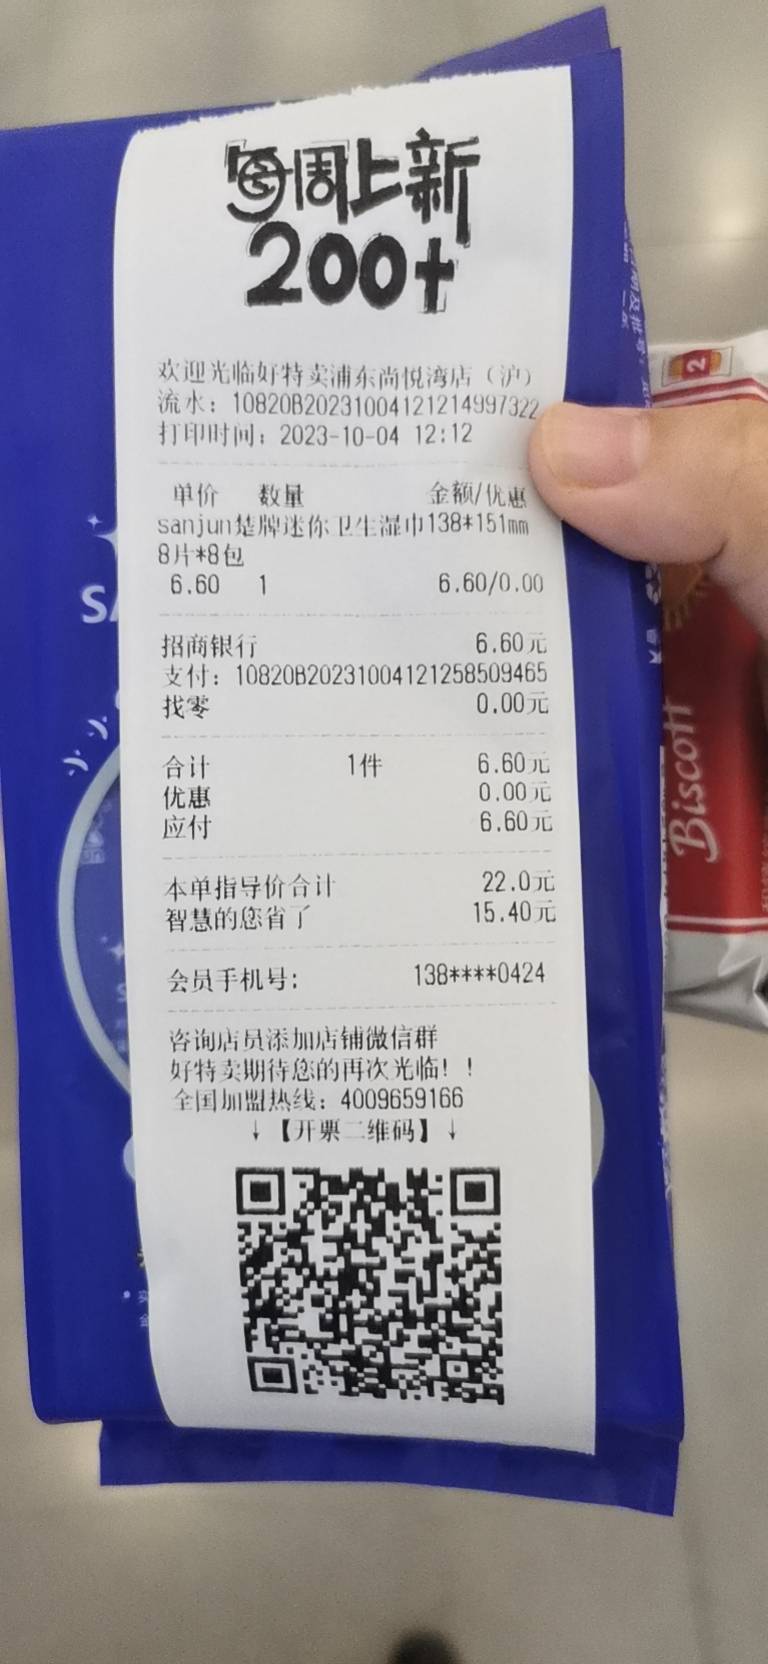 每周上新
200+
欢迎光临好特卖浦东尚悦湾店（沪）
流水：10820B20231004121214997322
打印时间：2023-10-04 12:12
单价 数量 金额/优惠
sanjun楚牌迷你卫生湿巾138*151mm
8片*8包
6.60 1 6.60/0.00
招商银行 6.60元
支付：10820B20231004121258509465
找零 0.00元
合计 1件 6.60元
优惠 0.00元
应付 6.60元
本单指导价合计 22.0元
智慧的您省了 15.40元
会员手机号： 138****0424
咨询店员添加店铺微信群
好特卖期待您的再次光临！！
全国加盟热线：4009659166
↓【开票二维码】↓
2
Biscoff